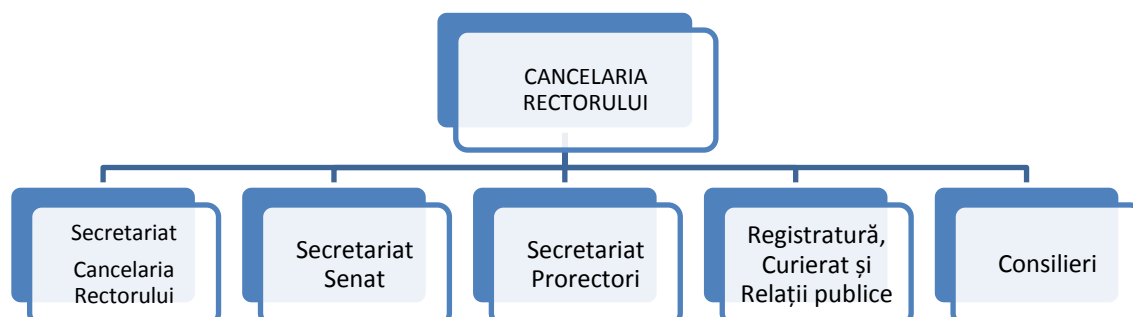 CANCELARIA
RECTORULUI
Secretariat
Cancelaria
Rectorului
Secretariat
Senat
Secretariat
Prorectori
Registratură,
Curierat și
Relații publice
Consilieri